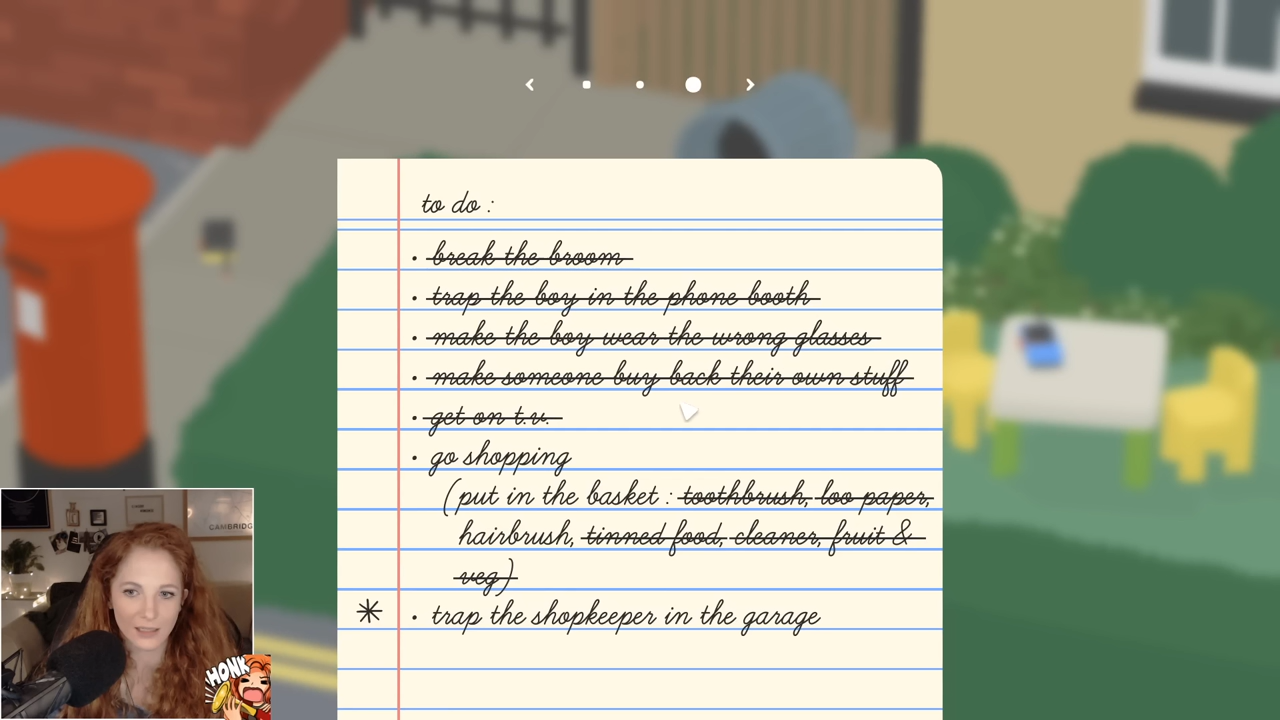 to do :
• break the broom
• trap the boy in the phone booth
• make the boy wear the wrong glasses
• make someone buy back their own stuff
• get on t.v.
• go shopping
(put in the basket : toothbrush, loo paper,
hairbrush, tinned food, cleaner, fruit &
veg)
• trap the shopkeeper in the garage
CAMBRIDG
HONK